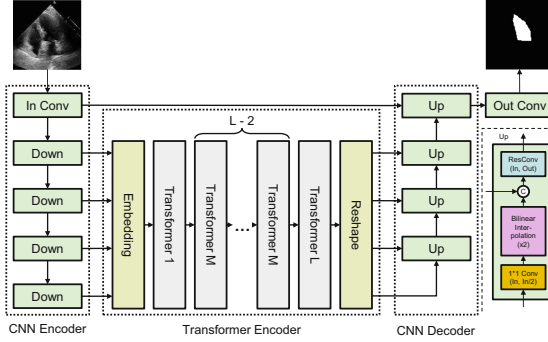 In Conv
Down
Down
Down
Down
CNN Encoder
L - 2
Embedding
Transformer 1
Transformer M
...
Transformer M
Transformer L
Reshape
Transformer Encoder
Up
Up
Up
Up
CNN Decoder
Out Conv
Up
ResConv
(In, Out)
C
Bilinear
Inter-
polation
(x2)
1*1 Conv
(In, In/2)